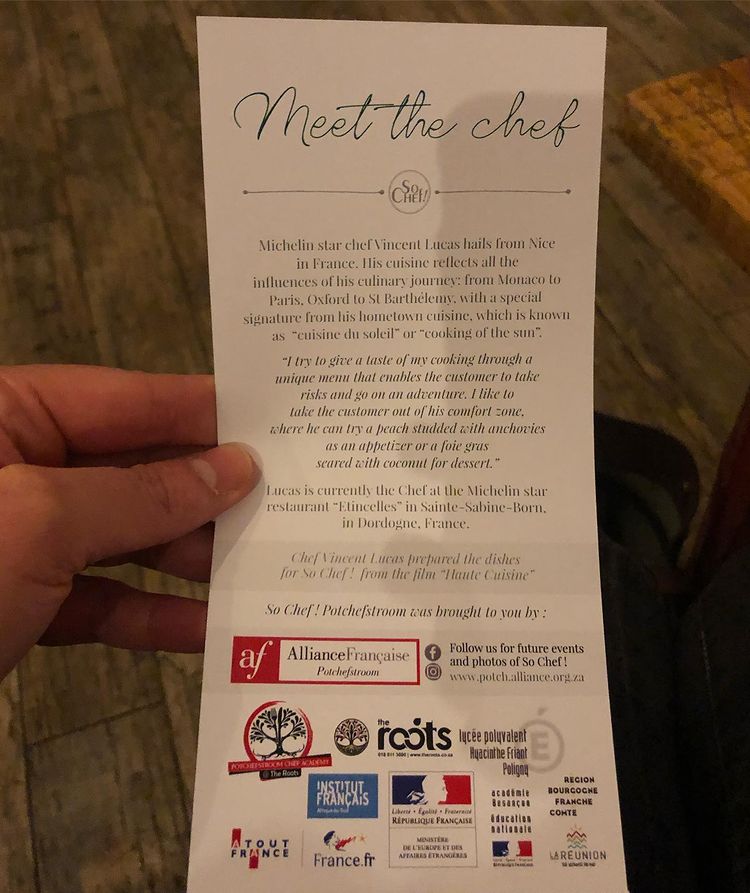 Meet the chef
So
Chef!
Michelin star chef Vincent Lucas hails from Nice
in France. His cuisine reflects all the
influences of his culinary journey: from Monaco to
Paris, Oxford to St Barthélemy, with a special
signature from his hometown cuisine, which is known
as "cuisine du soleil" or "cooking of the sun".
"I try to give a taste of my cooking through a
unique menu that enables the customer to take
risks and go on an adventure. I like to
take the customer out of his comfort zone,
where he can try a peach studded with anchovies
as an appetizer or a foie gras
seared with coconut for dessert."
Lucas is currently the Chef at the Michelin star
restaurant "Etincelles" in Sainte-Sabine-Born,
in Dordogne, France.
Chef Vincent Lucas prepared the dishes
for So Chef ! from the film "Haute Cuisine"
So Chef ! Potchefstroom was brought to you by :
af
AllianceFrançaise
Potchefstroom
Follow us for future events
and photos of So Chef !
www.potch.alliance.org.za
POTCHEFSTROOM CHEF ACADEMY
@ The Roots
the
roots
018 011 3000 | www.theroots.co.za
lycée polyvalent
Hyacinthe Friant
Poligny
É
INSTITUT
FRANÇAIS
Afrique du Sud
Liberté • Égalité • Fraternité
RÉPUBLIQUE FRANÇAISE
MINISTÈRE
DE L'EUROPE ET DES
AFFAIRES ÉTRANGÈRES
académie
Besançon
éducation
nationale
REGION
BOURGOGNE
FRANCHE
COMTE
ATOUT
FRANCE
France.fr
LA RÉUNION